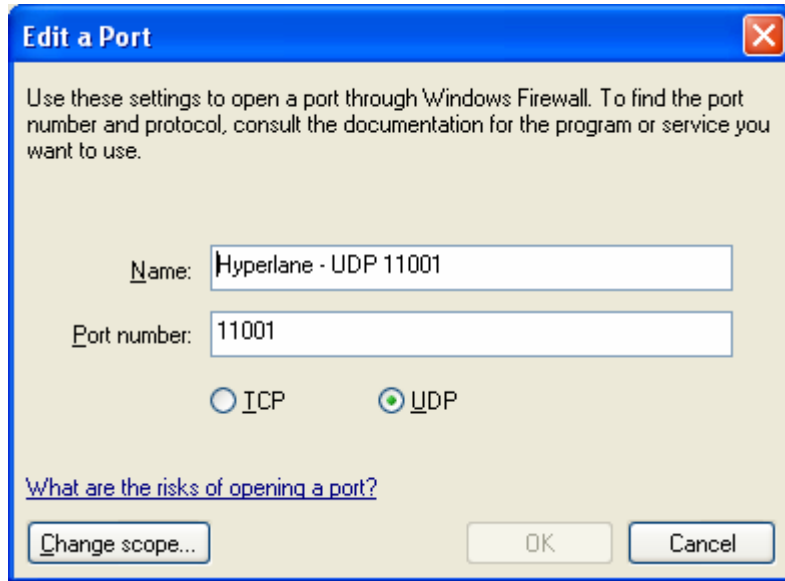 Edit a Port
Use these settings to open a port through Windows Firewall. To find the port
number and protocol, consult the documentation for the program or service you
want to use.
Name: Hyperlane - UDP 11001
Port number: 11001
TCP UDP
What are the risks of opening a port?
Change scope... OK Cancel